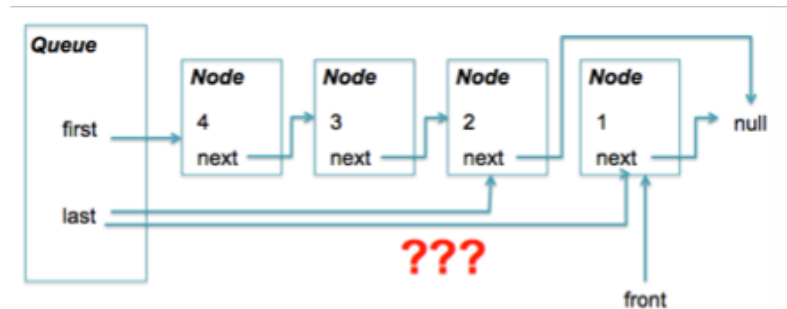 Queue
Node Node Node Node
4 3 2 1
first
null
next next next next
last
???
front